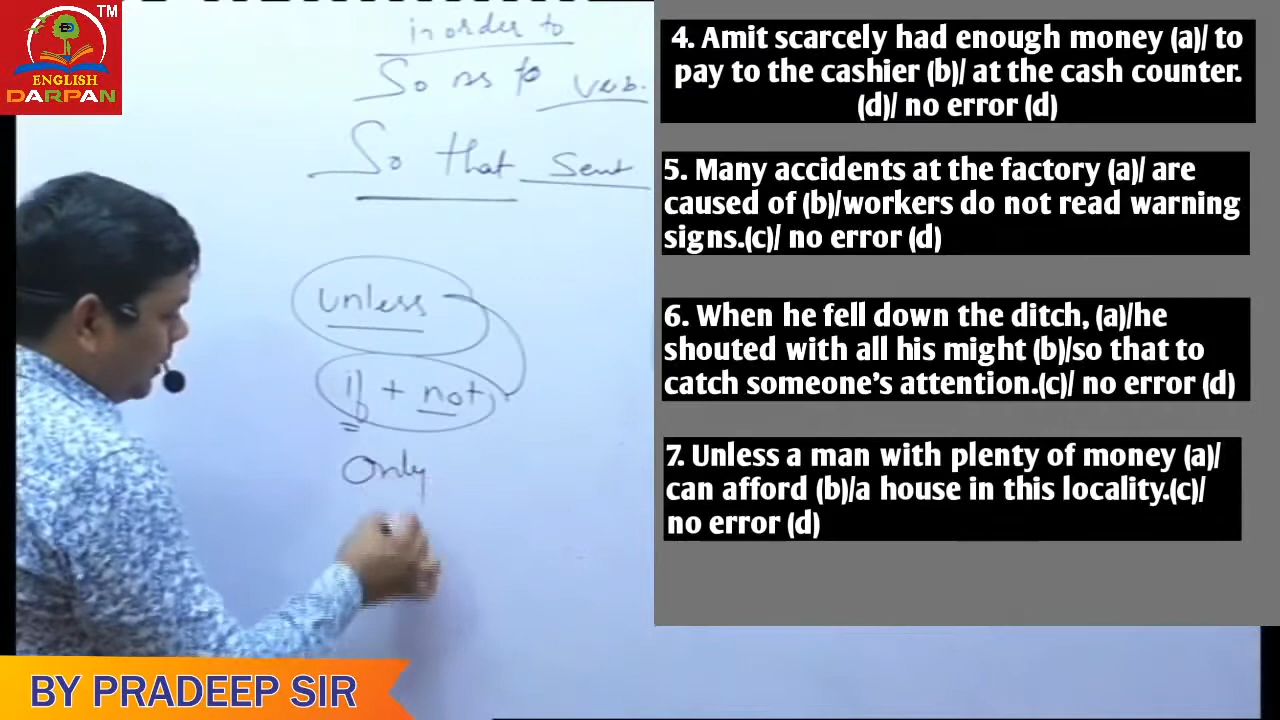 TM
ENGLISH
DARPAN
in order to
So as to verb.
So that Sent
unless
if + not
Only
4. Amit scarcely had enough money (a)/ to
pay to the cashier (b)/ at the cash counter.
(d)/ no error (d)
5. Many accidents at the factory (a)/ are
caused of (b)/workers do not read warning
signs.(c)/ no error (d)
6. When he fell down the ditch, (a)/he
shouted with all his might (b)/so that to
catch someone’s attention.(c)/ no error (d)
7. Unless a man with plenty of money (a)/
can afford (b)/a house in this locality.(c)/
no error (d)
BY PRADEEP SIR